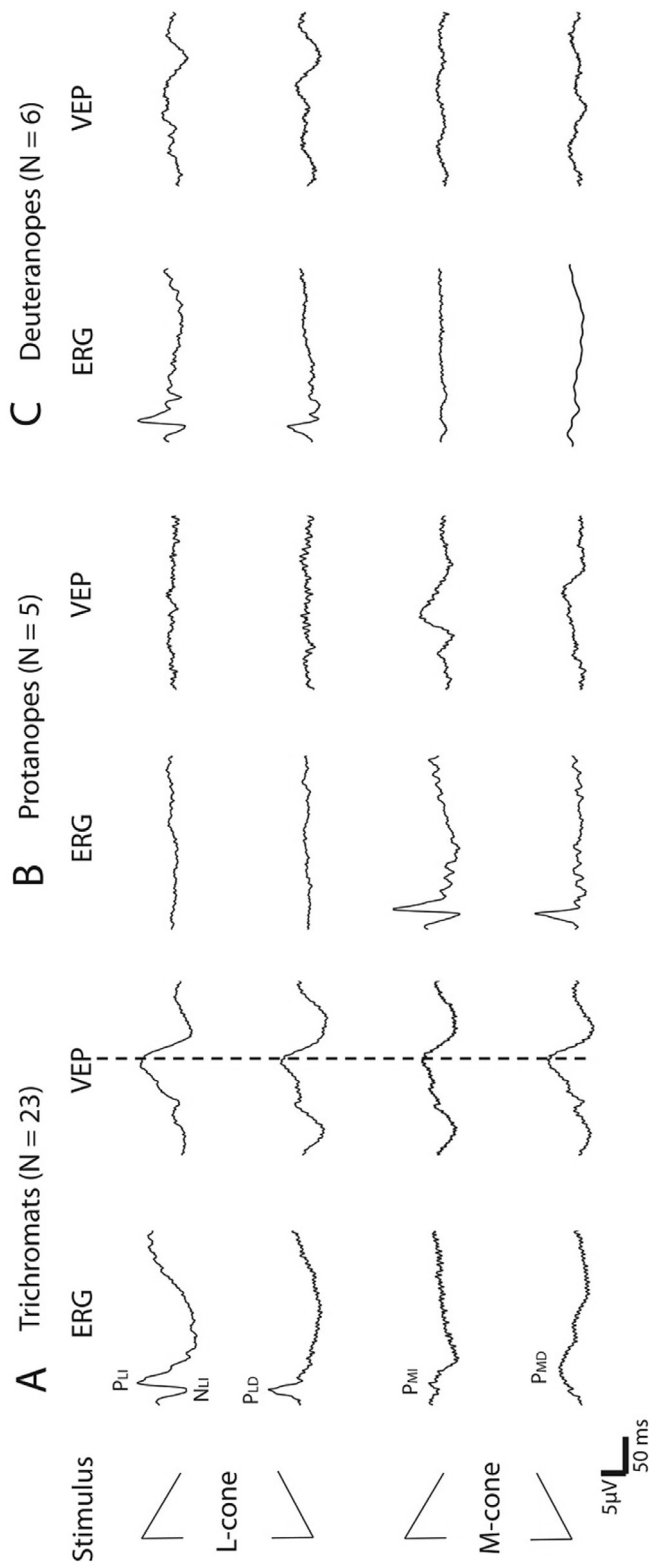 A Trichromats (N = 23)
B Protanopes (N = 5)
C Deuteranopes (N = 6)
Stimulus
ERG
VEP
ERG
VEP
ERG
VEP
L-cone
PLI
NLI
PLD
M-cone
PMI
PMD
5μV
50 ms